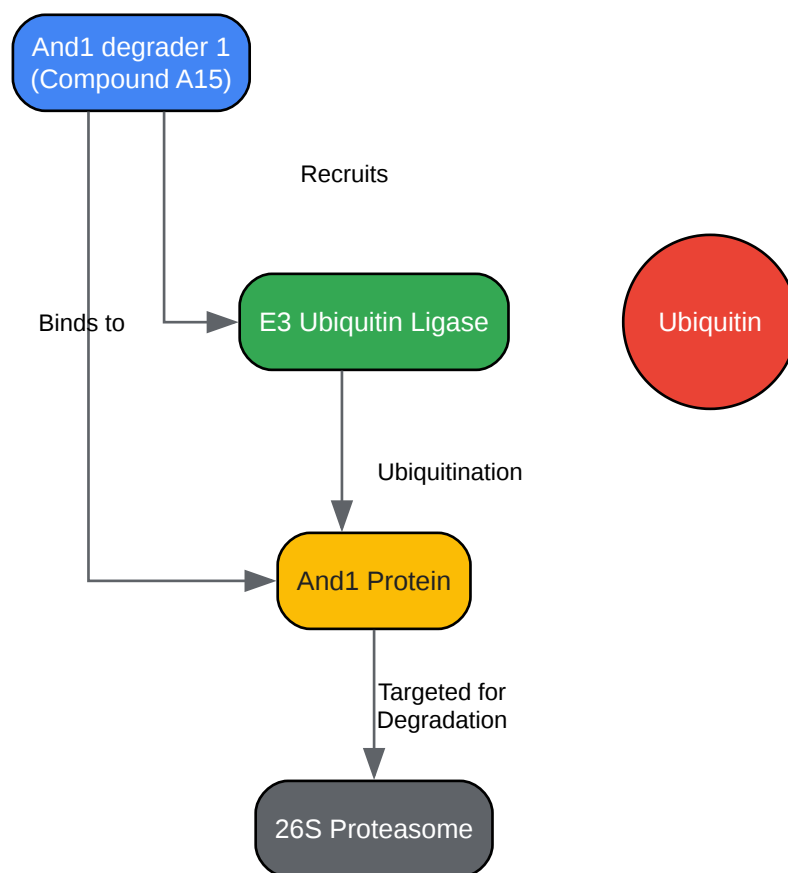 And1 degrader 1
(Compound A15)
Recruits
Binds to
E3 Ubiquitin Ligase
Ubiquitin
Ubiquitination
And1 Protein
Targeted for
Degradation
26S Proteasome